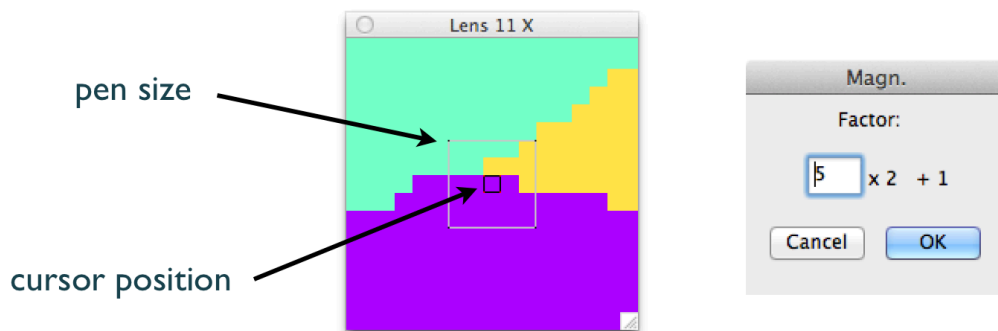 Lens 11 X
pen size
cursor position
Magn.
Factor:
5 x 2 + 1
Cancel OK